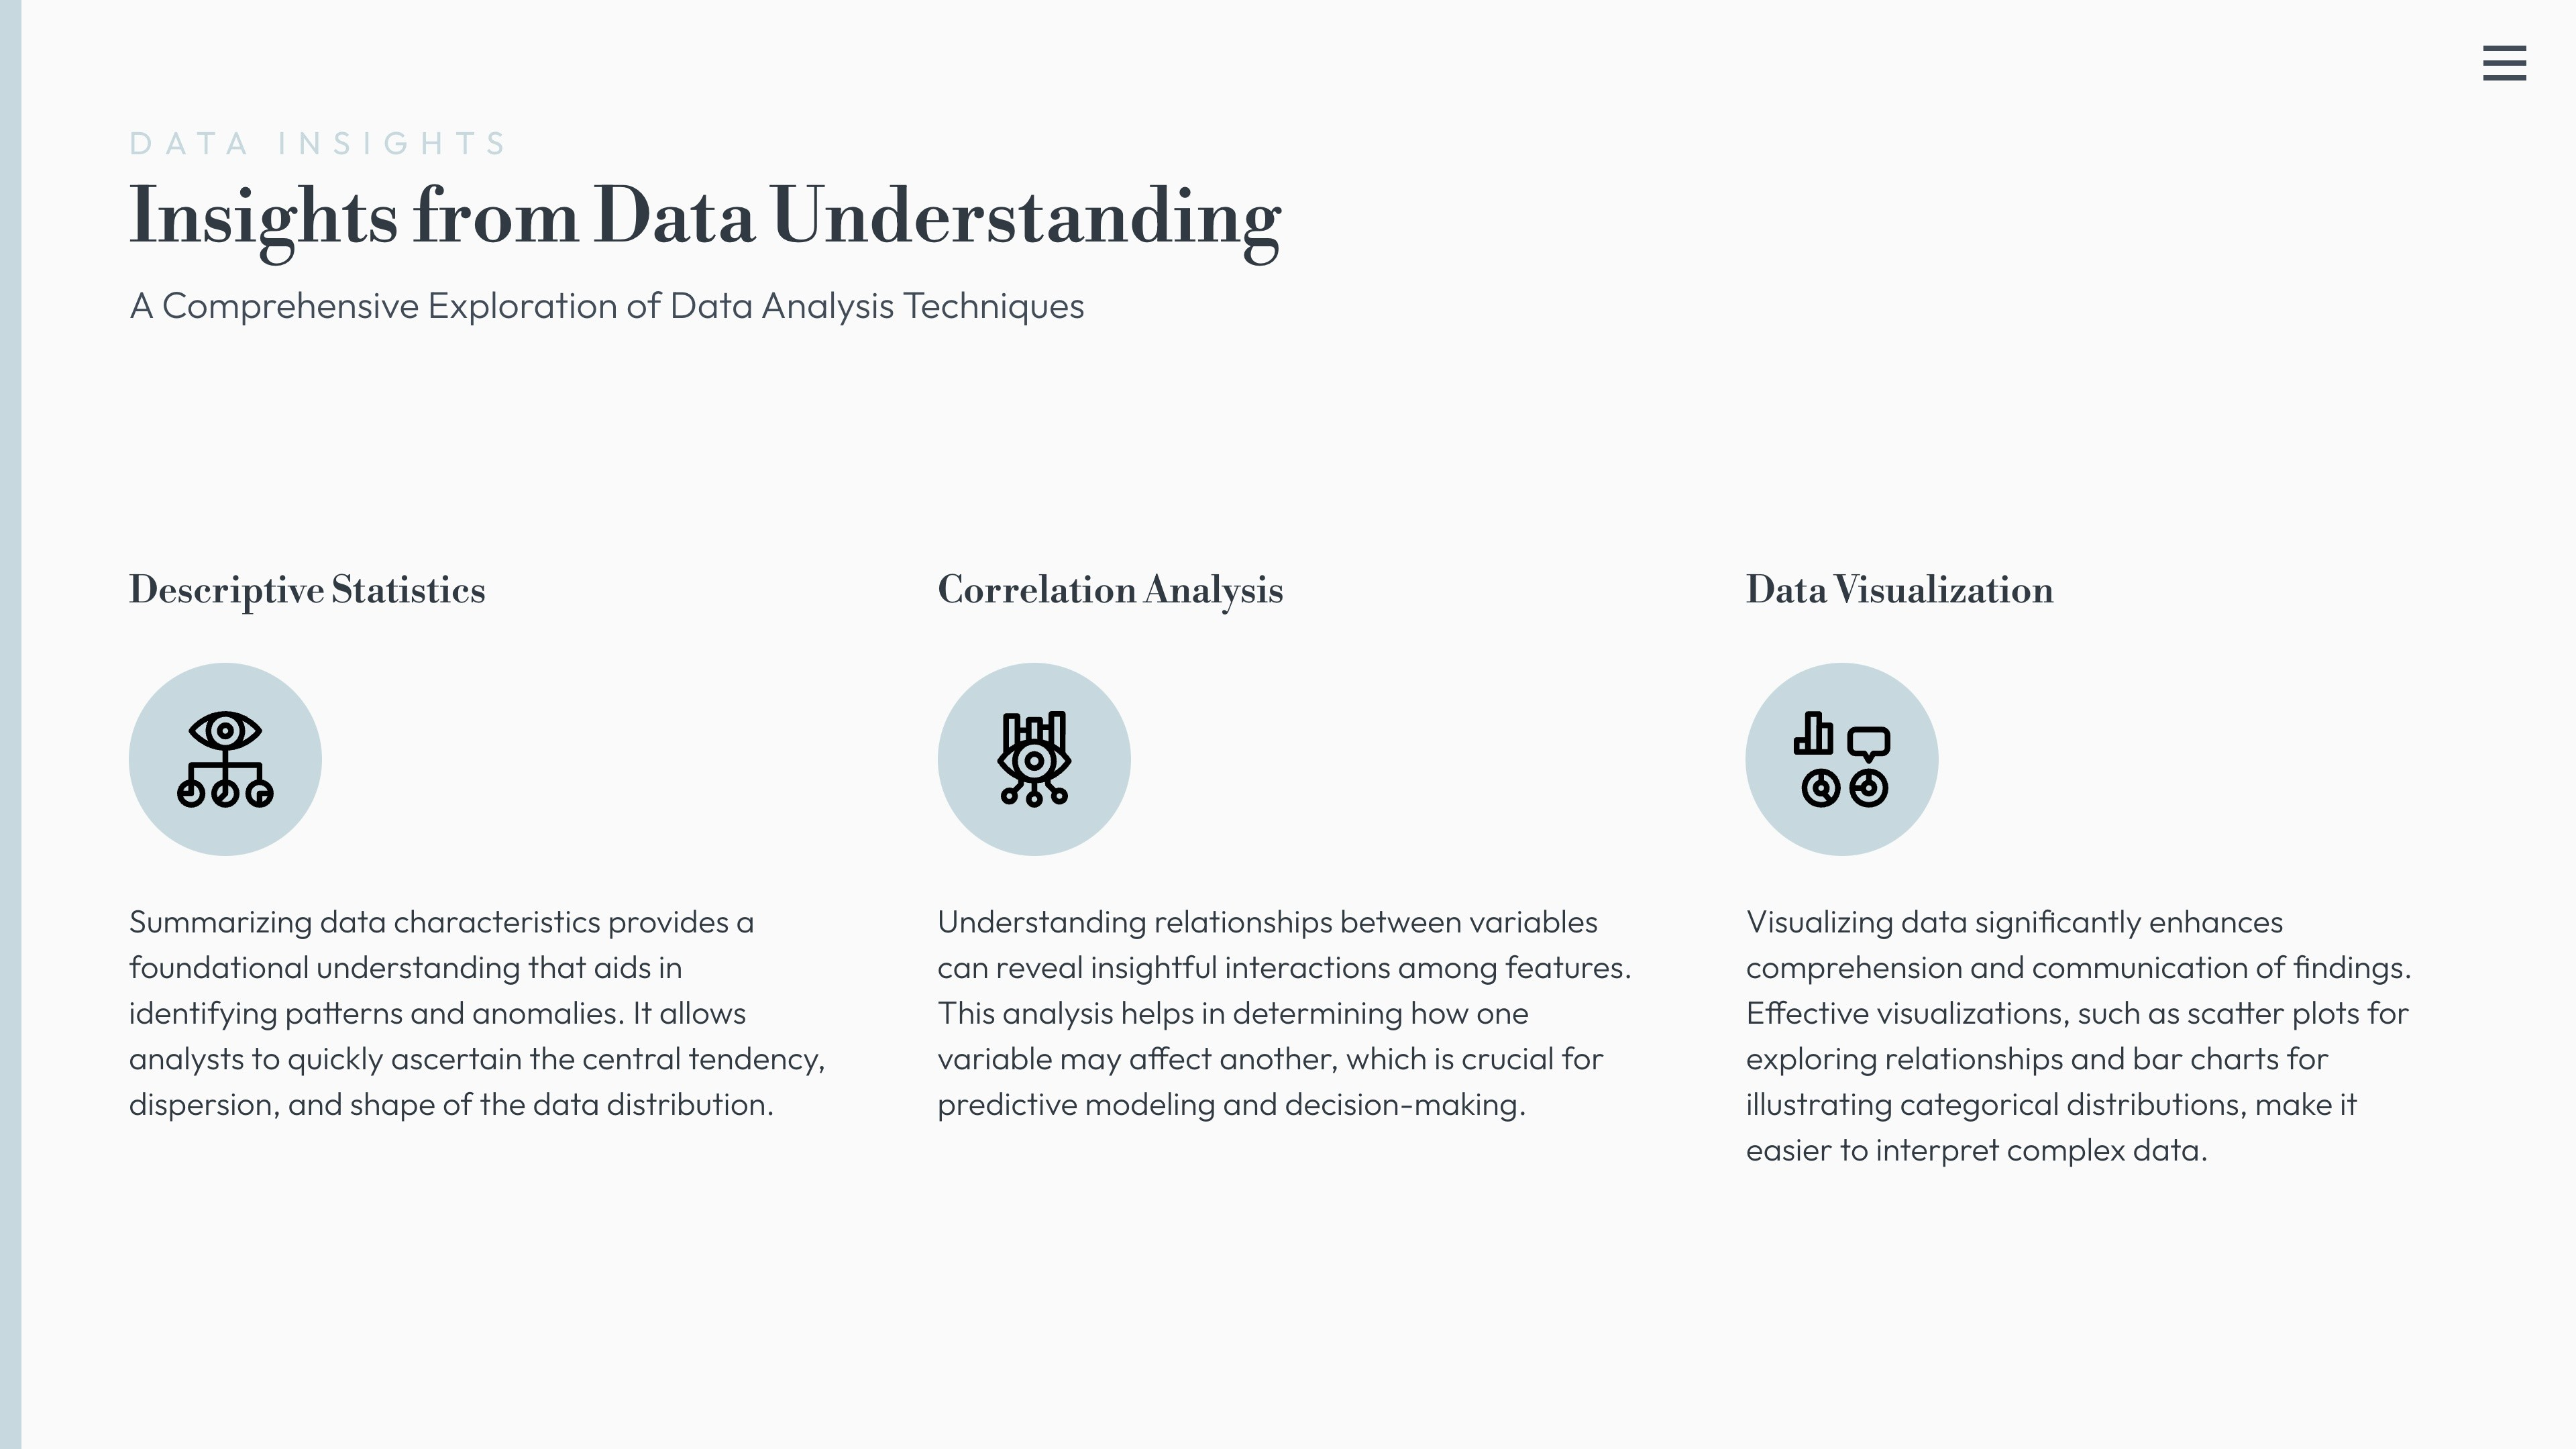 DATA INSIGHTS
Insights from Data Understanding
A Comprehensive Exploration of Data Analysis Techniques
Descriptive Statistics
Summarizing data characteristics provides a
foundational understanding that aids in
identifying patterns and anomalies. It allows
analysts to quickly ascertain the central tendency,
dispersion, and shape of the data distribution.
Correlation Analysis
Understanding relationships between variables
can reveal insightful interactions among features.
This analysis helps in determining how one
variable may affect another, which is crucial for
predictive modeling and decision-making.
Data Visualization
Visualizing data significantly enhances
comprehension and communication of findings.
Effective visualizations, such as scatter plots for
exploring relationships and bar charts for
illustrating categorical distributions, make it
easier to interpret complex data.